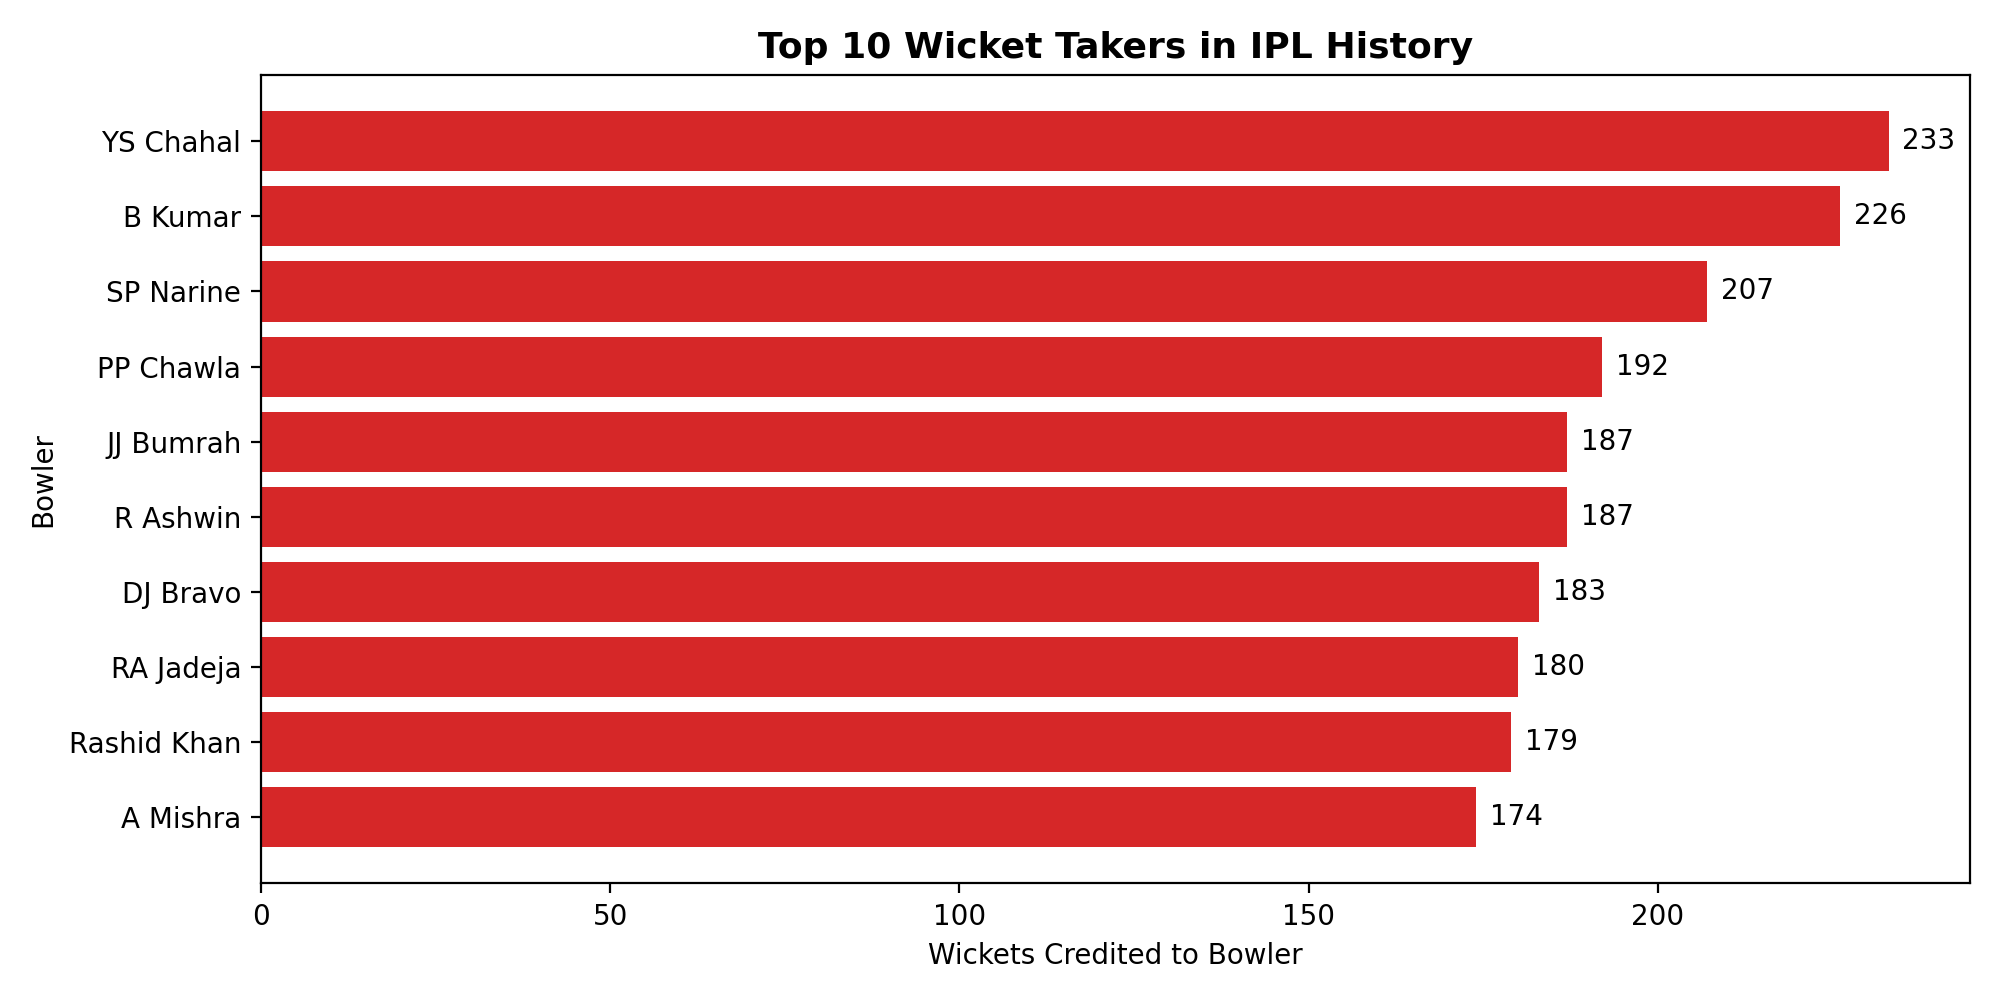 Top 10 Wicket Takers in IPL History
YS Chahal 233
B Kumar 226
SP Narine 207
PP Chawla 192
JJ Bumrah 187
R Ashwin 187
DJ Bravo 183
RA Jadeja 180
Rashid Khan 179
A Mishra 174
Bowler
0 50 100 150 200
Wickets Credited to Bowler